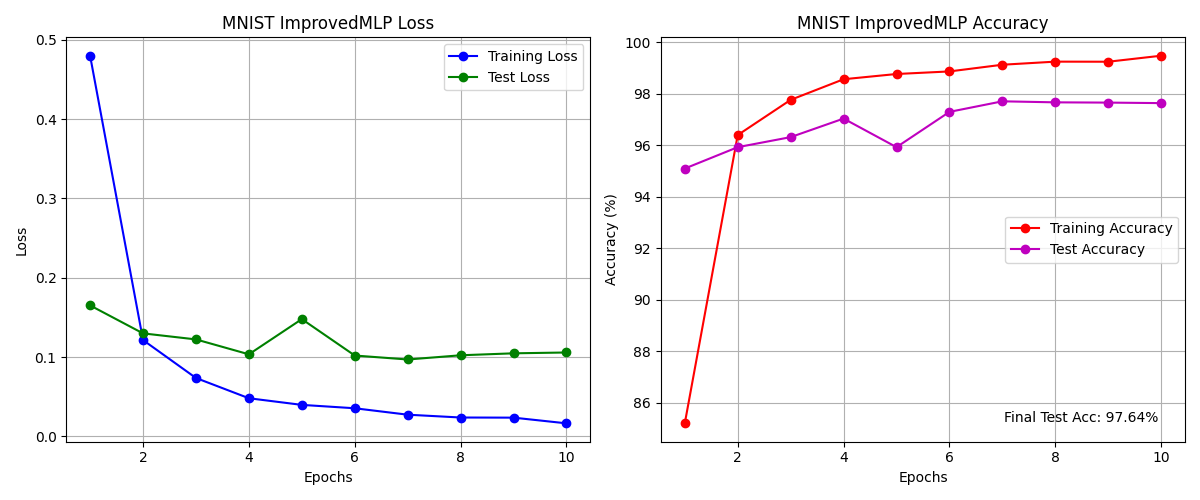 MNIST ImprovedMLP Loss
0.5
0.4
0.3
0.2
0.1
0.0
Loss
Training Loss
Test Loss
2
4
6
8
10
Epochs
MNIST ImprovedMLP Accuracy
100
98
96
94
92
90
88
86
Accuracy (%)
Training Accuracy
Test Accuracy
Final Test Acc: 97.64%
2
4
6
8
10
Epochs